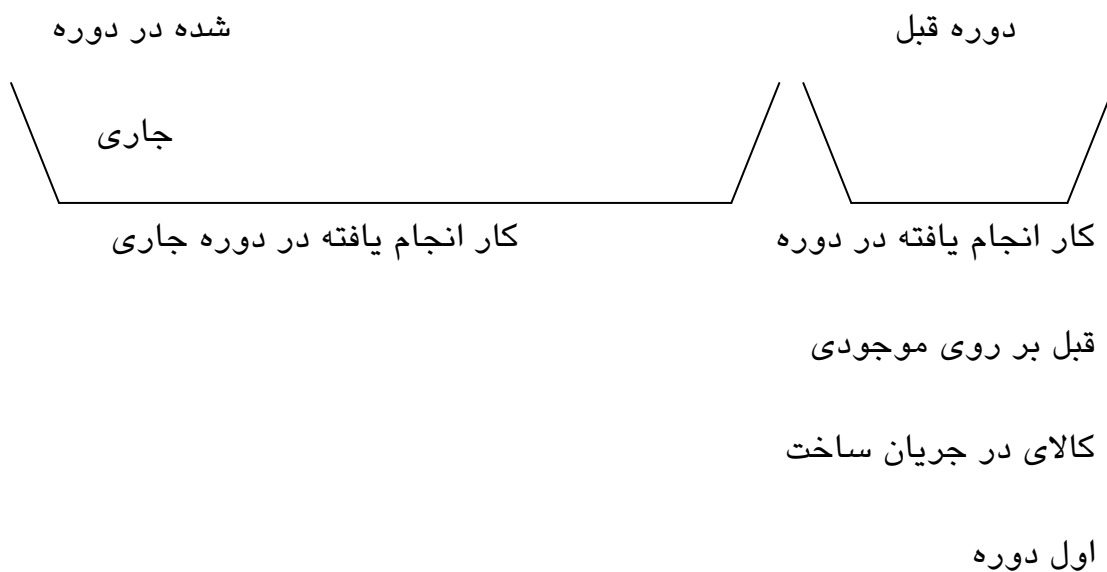 دوره قبل
شده در دوره
جاری
کار انجام یافته در دوره
کار انجام یافته در دوره جاری
قبل بر روی موجودی
کالای در جریان ساخت
اول دوره